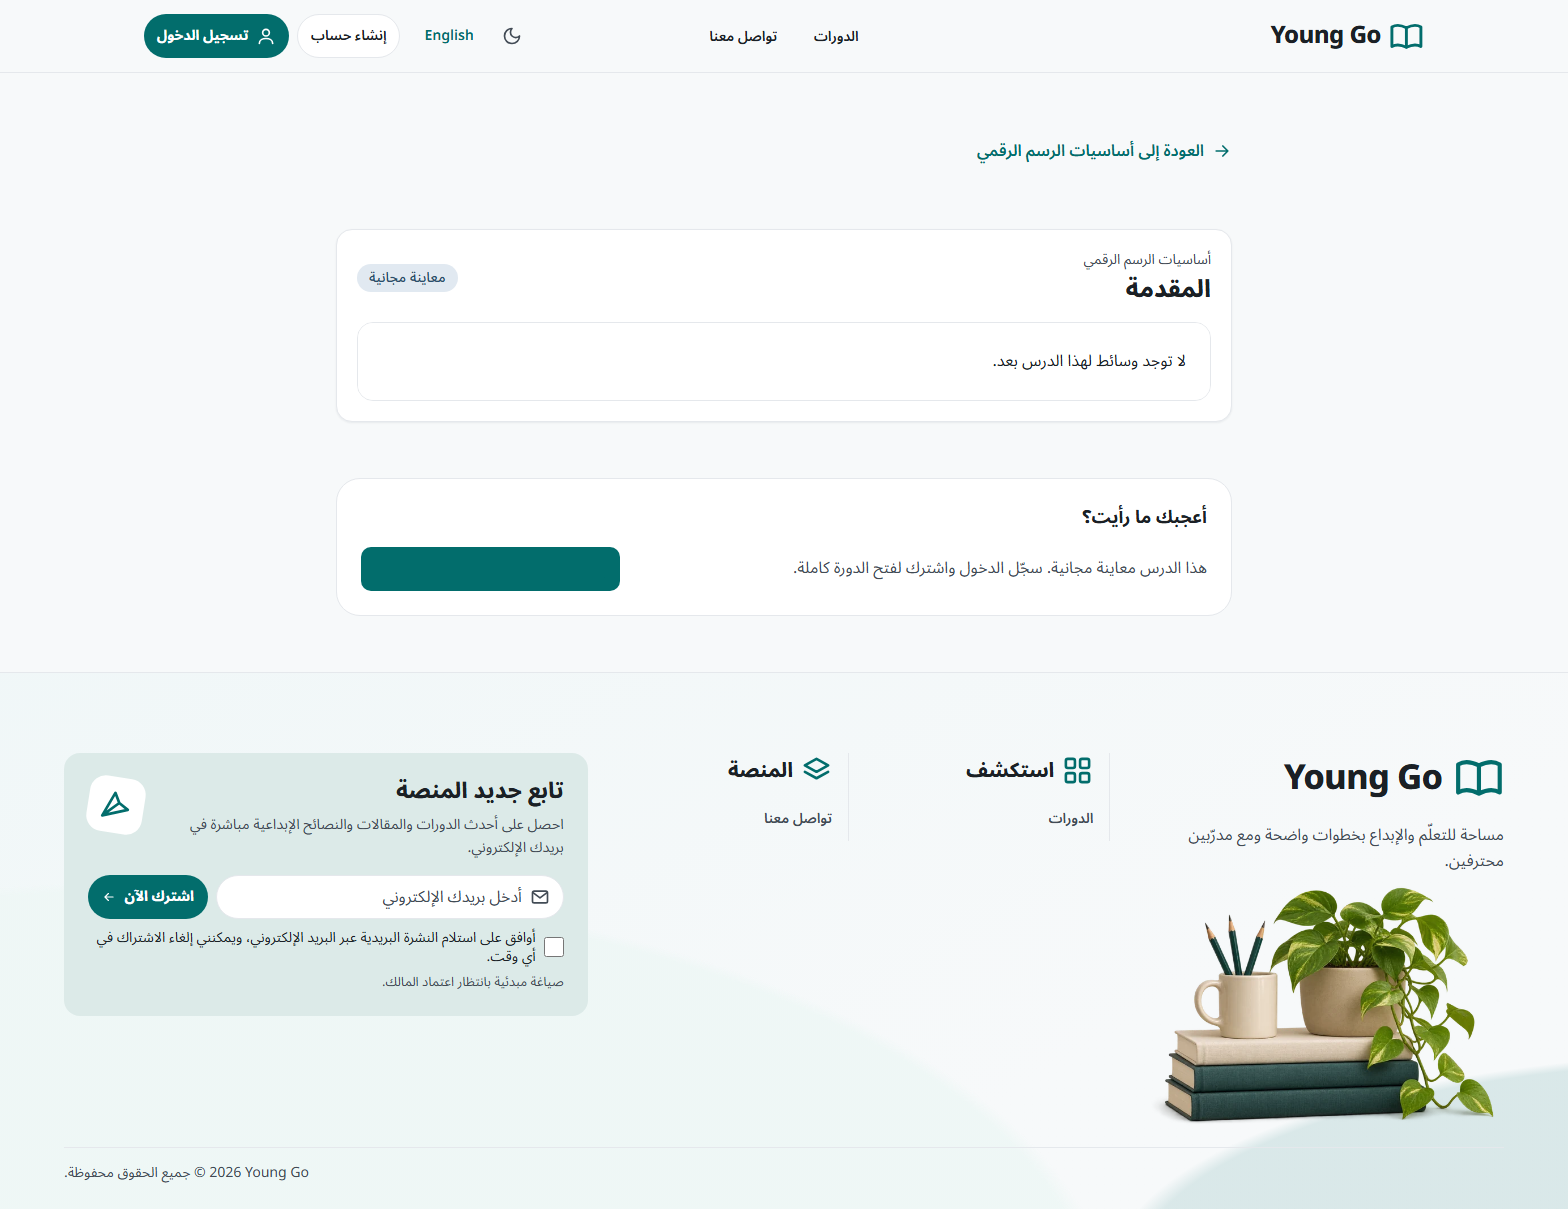 Young Go
الدورات
تواصل معنا
English
إنشاء حساب
تسجيل الدخول
العودة إلى أساسيات الرسم الرقمي
أساسيات الرسم الرقمي
المقدمة
معاينة مجانية
لا توجد وسائط لهذا الدرس بعد.
أعجبك ما رأيت؟
هذا الدرس معاينة مجانية. سجّل الدخول واشترك لفتح الدورة كاملة.
Young Go
مساحة للتعلّم والإبداع بخطوات واضحة ومع مدرّبين
محترفين.
استكشف
الدورات
المنصة
تواصل معنا
تابع جديد المنصة
احصل على أحدث الدورات والمقالات والنصائح الإبداعية مباشرة في
بريدك الإلكتروني.
أدخل بريدك الإلكتروني
اشترك الآن
أوافق على استلام النشرة البريدية عبر البريد الإلكتروني، ويمكنني إلغاء الاشتراك في
أي وقت.
صياغة مبدئية بانتظار اعتماد المالك.
Young Go 2026 © جميع الحقوق محفوظة.